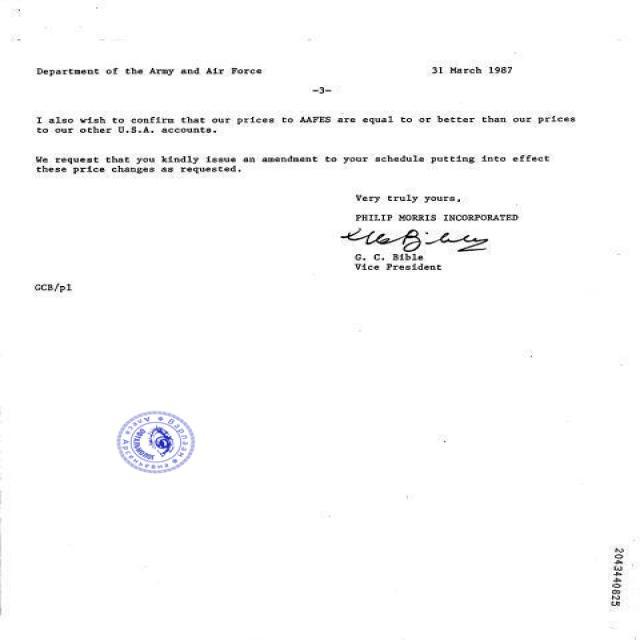 Department of the Army and Air Force
31 March 1987
-3-
I also wish to confirm that our prices to AAFES are equal to or better than our prices
to our other U.S.A. accounts.
We request that you kindly issue an amendment to your schedule putting into effect
these price changes as requested.
Very truly yours,
PHILIP MORRIS INCORPORATED
G. C. Bible
Vice President
GCB/pl
2043440825